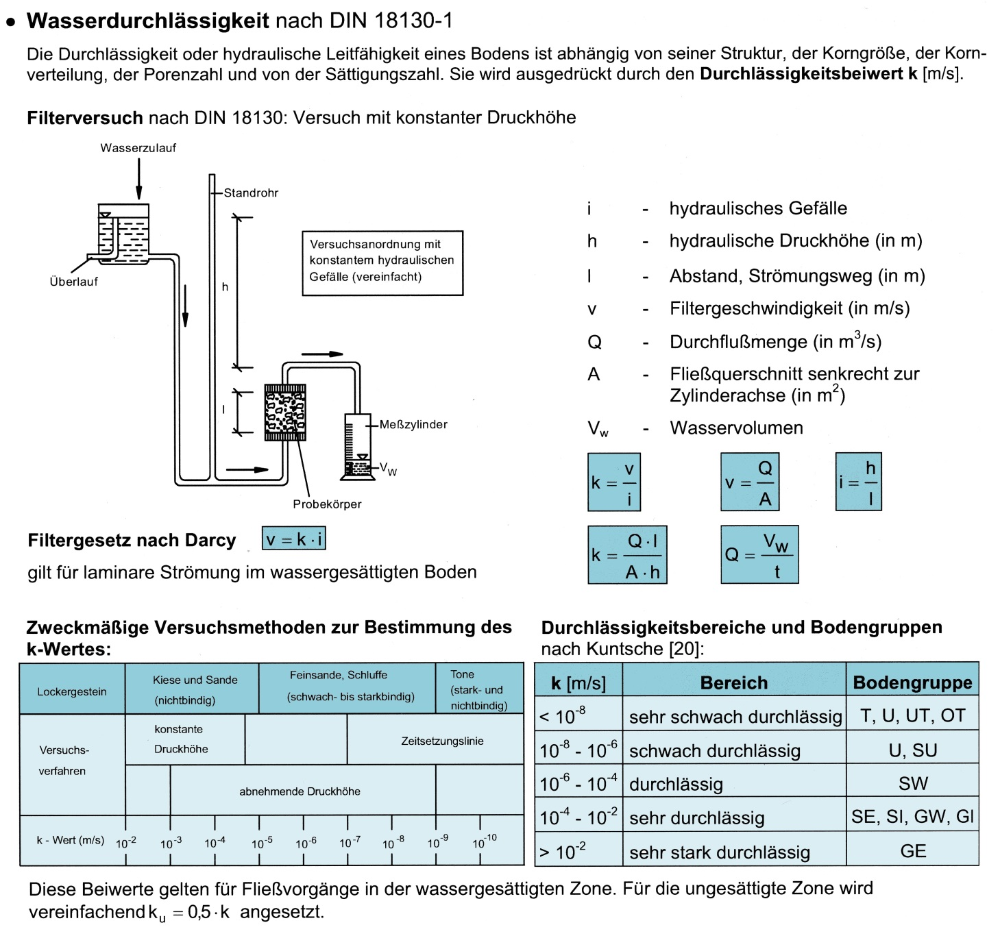 • Wasserdurchlässigkeit nach DIN 18130-1
Die Durchlässigkeit oder hydraulische Leitfähigkeit eines Bodens ist abhängig von seiner Struktur, der Korngröße, der Korn-
verteilung, der Porenzahl und von der Sättigungszahl. Sie wird ausgedrückt durch den Durchlässigkeitsbeiwert k [m/s].
Filterversuch nach DIN 18130: Versuch mit konstanter Druckhöhe
Wasserzulauf
Standrohr
Überlauf
h
Versuchsanordnung mit
konstantem hydraulischen
Gefälle (vereinfacht)
l
Meßzylinder
V_W
Probekörper
i - hydraulisches Gefälle
h - hydraulische Druckhöhe (in m)
l - Abstand, Strömungsweg (in m)
v - Filtergeschwindigkeit (in m/s)
Q - Durchflußmenge (in m³/s)
A - Fließquerschnitt senkrecht zur
Zylinderachse (in m²)
V_w - Wasservolumen
k = v/i v = Q/A i = h/l
k = Q·l / A·h Q = V_W / t
Filtergesetz nach Darcy v = k · i
gilt für laminare Strömung im wassergesättigten Boden
Zweckmäßige Versuchsmethoden zur Bestimmung des
k-Wertes:
Lockergestein
Kiese und Sande
(nichtbindig)
Feinsande, Schluffe
(schwach- bis starkbindig)
Tone
(stark- und
nichtbindig)
Versuchs-
verfahren
konstante
Druckhöhe
Zeitsetzungslinie
abnehmende Druckhöhe
k - Wert (m/s) 10⁻² 10⁻³ 10⁻⁴ 10⁻⁵ 10⁻⁶ 10⁻⁷ 10⁻⁸ 10⁻⁹ 10⁻¹⁰
Durchlässigkeitsbereiche und Bodengruppen
nach Kuntsche [20]:
k [m/s] Bereich Bodengruppe
< 10⁻⁸ sehr schwach durchlässig T, U, UT, OT
10⁻⁸ - 10⁻⁶ schwach durchlässig U, SU
10⁻⁶ - 10⁻⁴ durchlässig SW
10⁻⁴ - 10⁻² sehr durchlässig SE, SI, GW, GI
> 10⁻² sehr stark durchlässig GE
Diese Beiwerte gelten für Fließvorgänge in der wassergesättigten Zone. Für die ungesättigte Zone wird
vereinfachend k_u = 0,5 · k angesetzt.